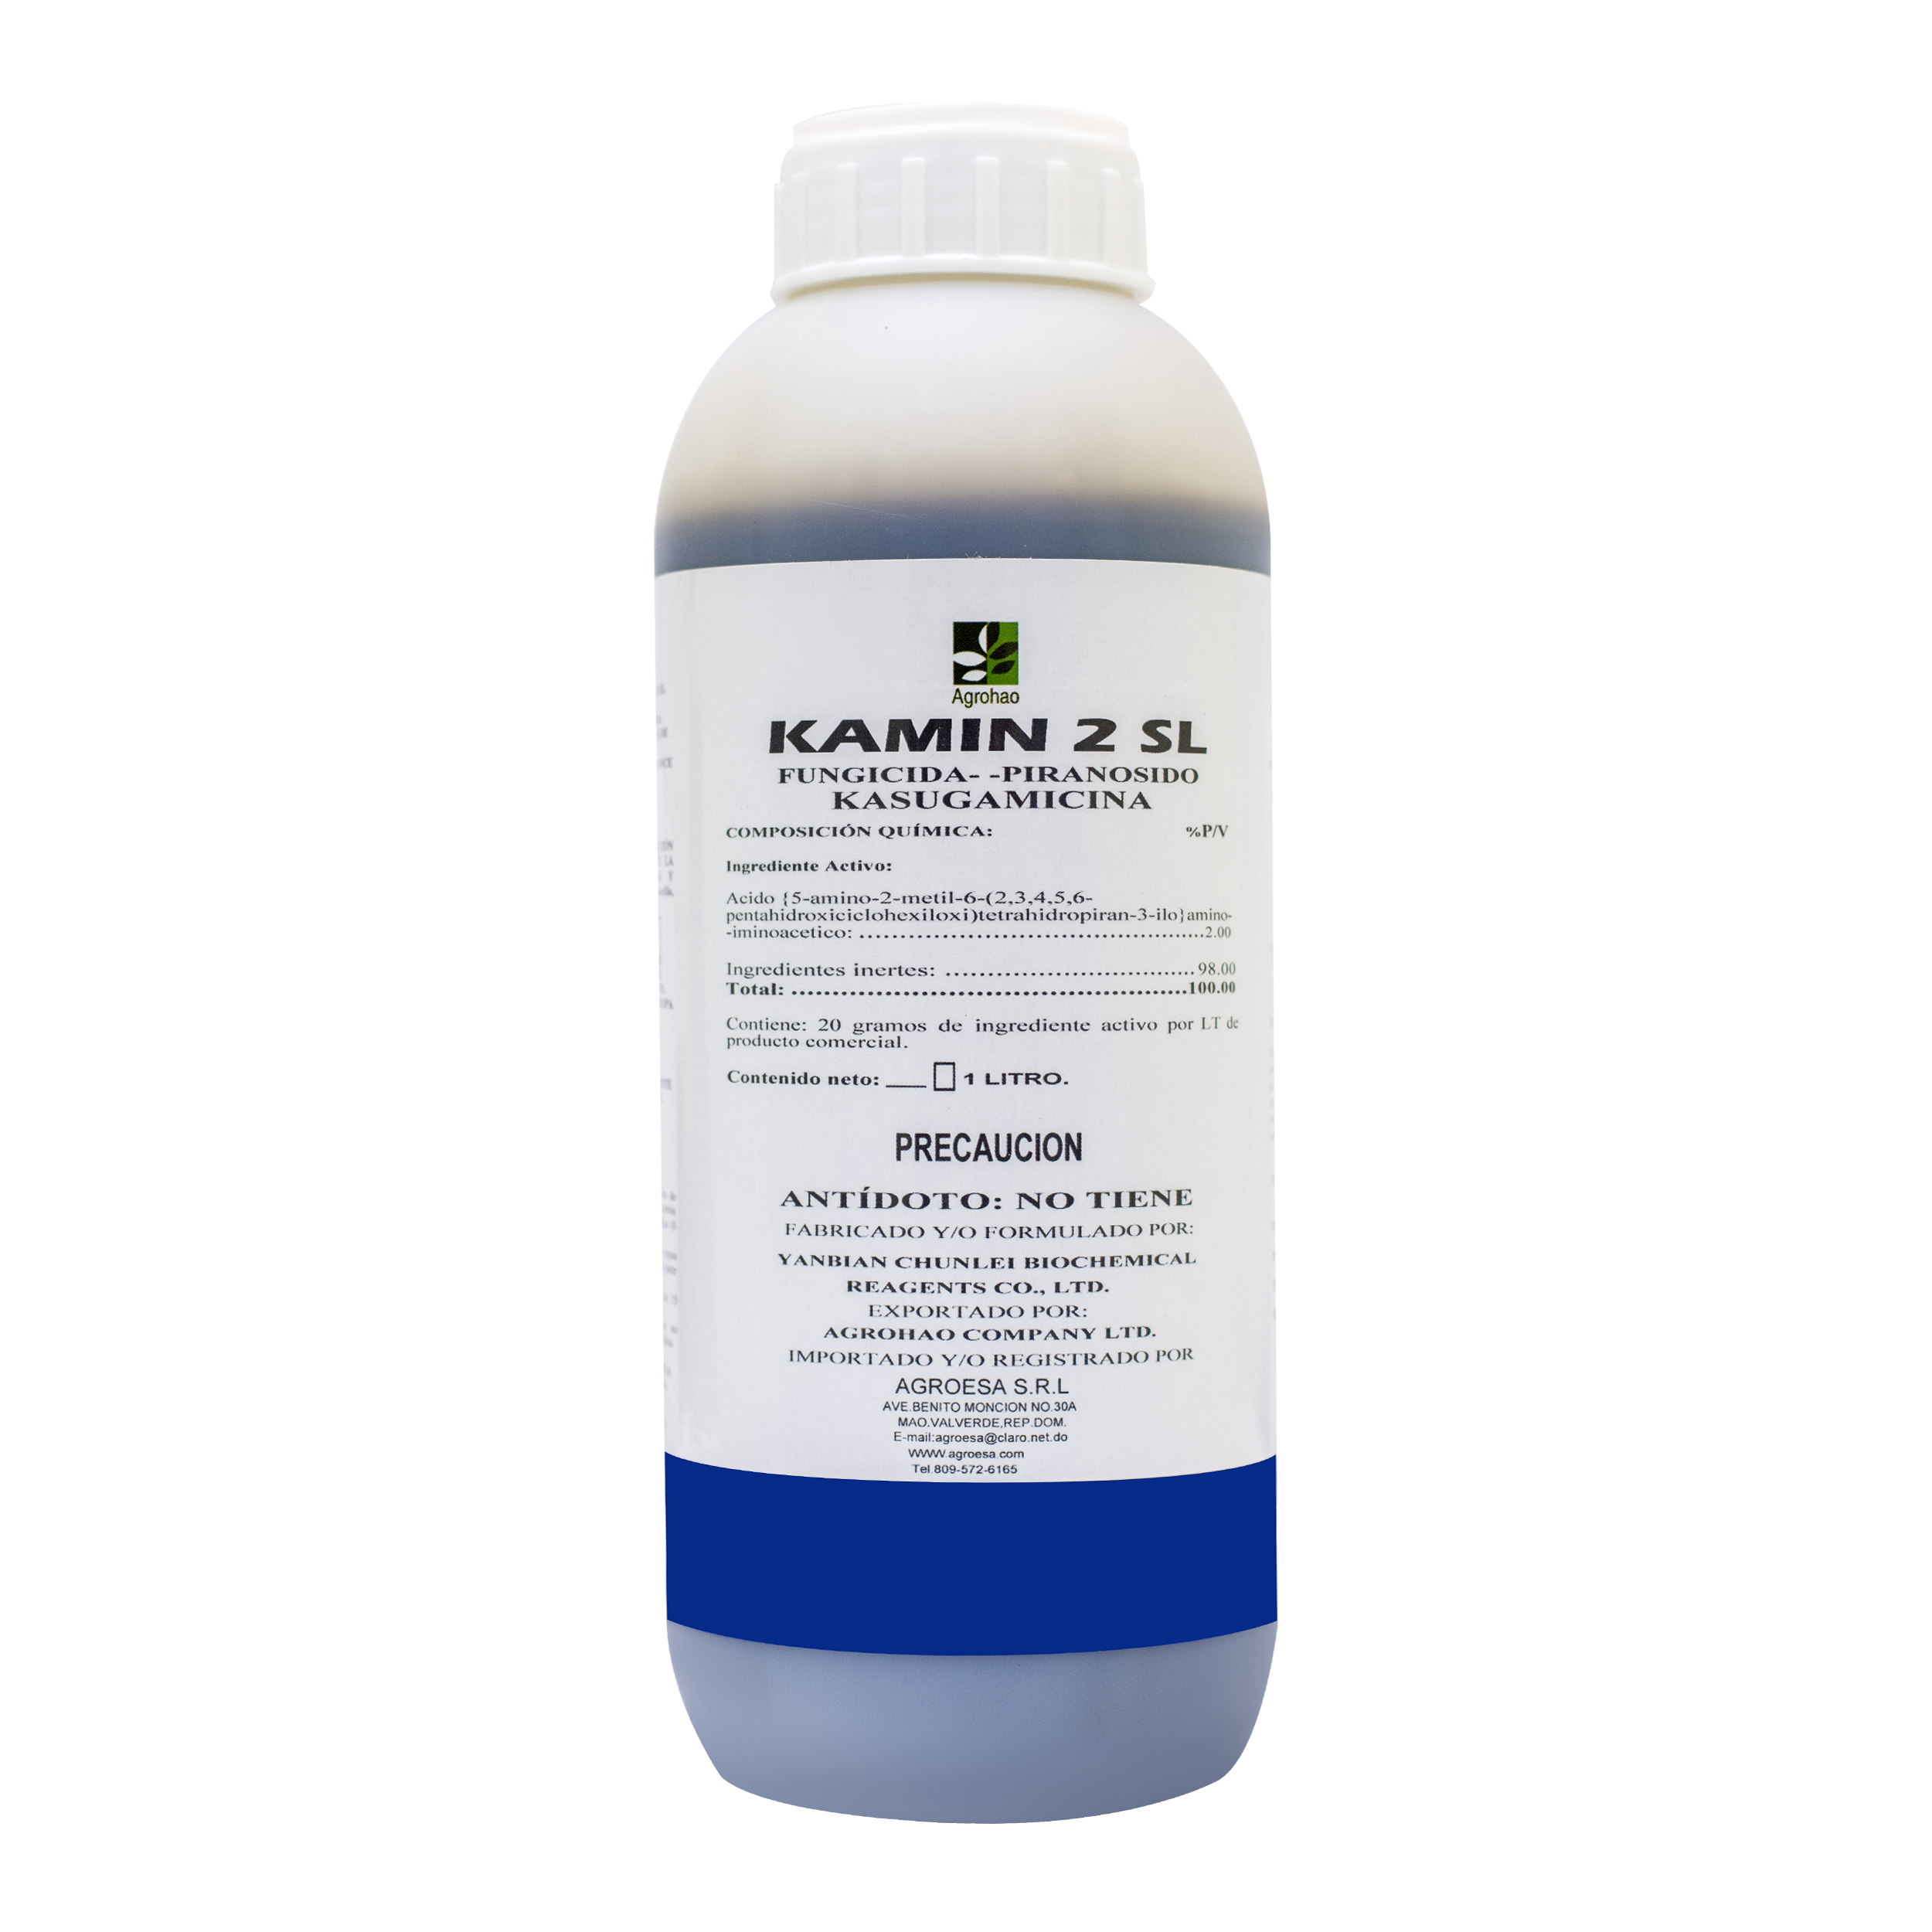 Agrohao
KAMIN 2 SL
FUNGICIDA- -PIRANOSIDO
KASUGAMICINA
COMPOSICIÓN QUÍMICA: %P/V
Ingrediente Activo:
Acido {5-amino-2-metil-6-(2,3,4,5,6-
pentahidroxiciclohexiloxi)tetrahidropiran-3-ilo}amino-
-iminoacetico: ..........................................2.00
Ingredientes inertes: ...............................98.00
Total: ................................................100.00
Contiene: 20 gramos de ingrediente activo por LT de
producto comercial.
Contenido neto: ____ 1 LITRO.
PRECAUCION
ANTÍDOTO: NO TIENE
FABRICADO Y/O FORMULADO POR:
YANBIAN CHUNLEI BIOCHEMICAL
REAGENTS CO., LTD.
EXPORTADO POR:
AGROHAO COMPANY LTD.
IMPORTADO Y/O REGISTRADO POR
AGROESA S.R.L
AVE.BENITO MONCION NO.30A
MAO.VALVERDE,REP.DOM.
E-mail:agroesa@claro.net.do
WWW.agroesa.com
Tel.809-572-6165